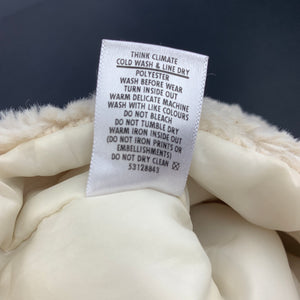 THINK CLIMATE
COLD WASH & LINE DRY
POLYESTER
WASH BEFORE WEAR
TURN INSIDE OUT
WARM DELICATE MACHINE
WASH WITH LIKE COLOURS
DO NOT BLEACH
DO NOT TUMBLE DRY
WARM IRON INSIDE OUT
(DO NOT IRON PRINTS OR
EMBELLISHMENTS)
DO NOT DRY CLEAN
53128843